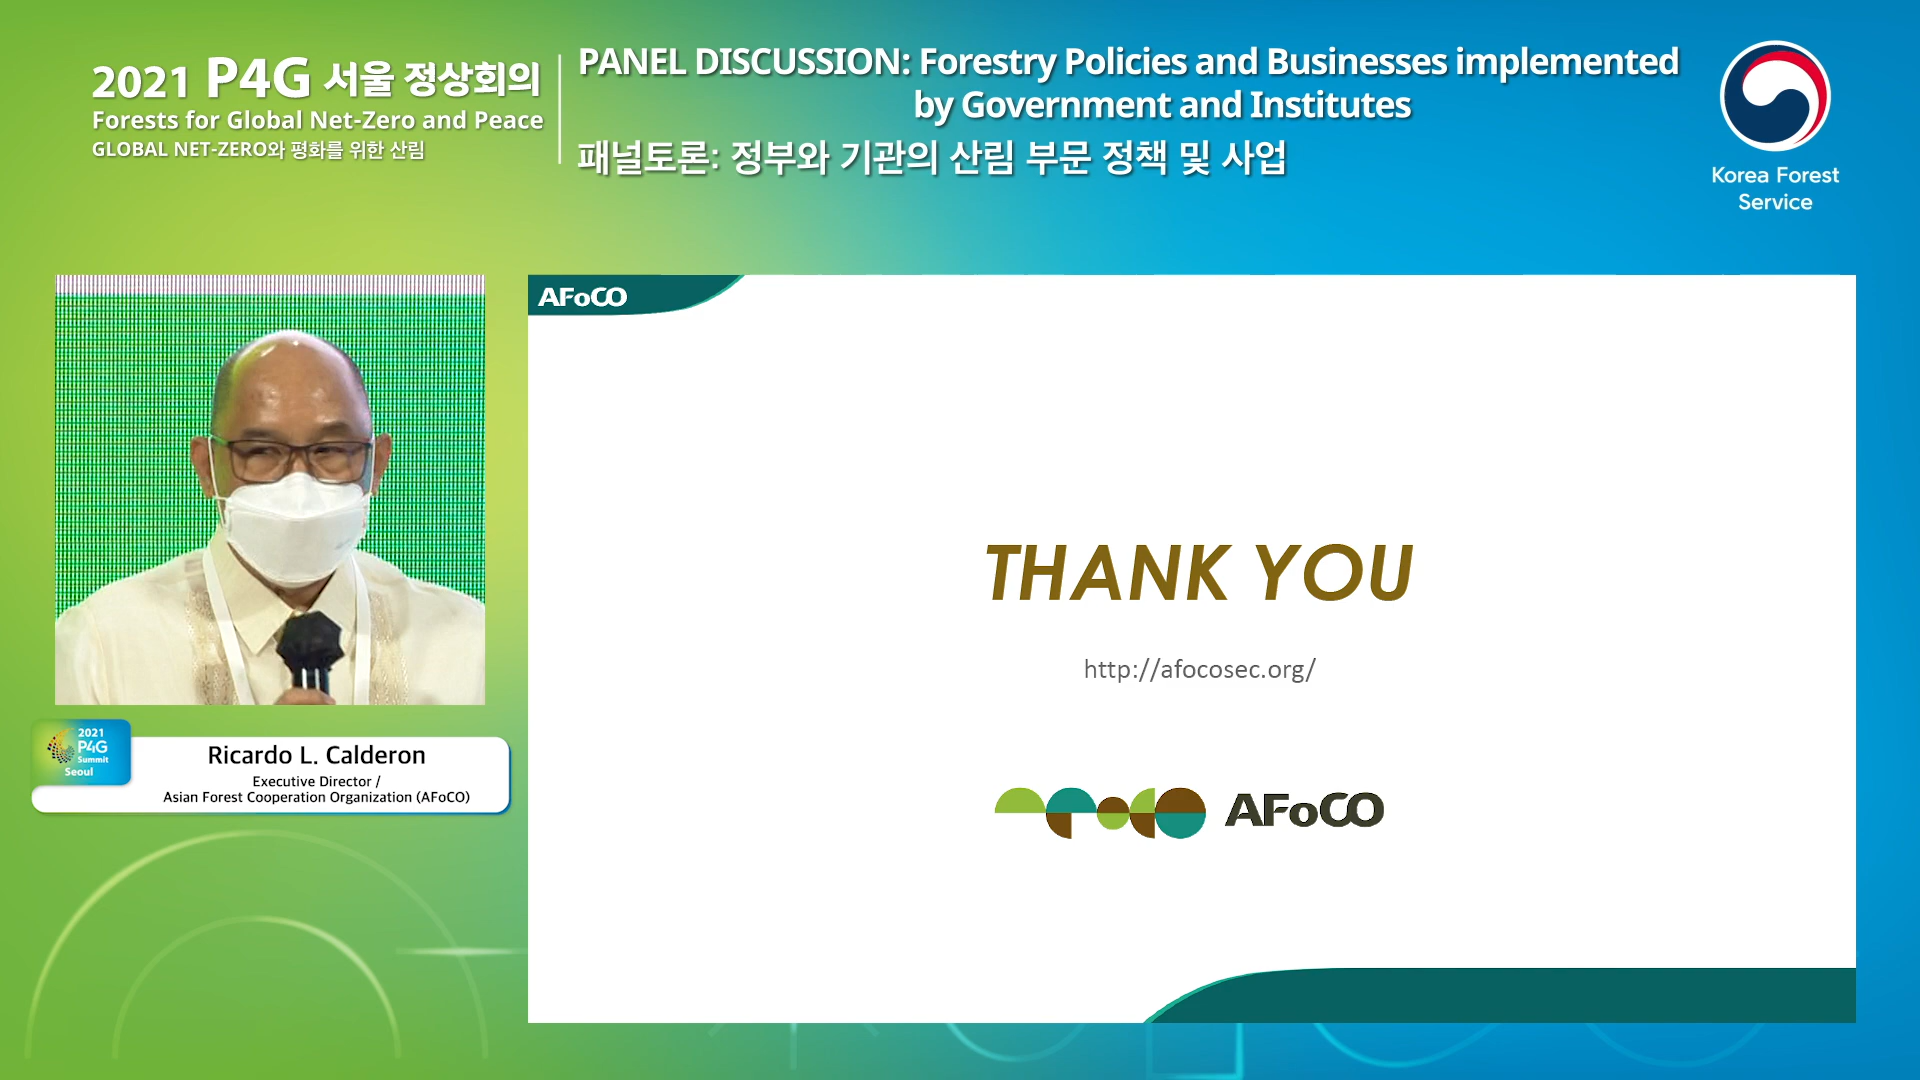 2021 P4G 서울 정상회의
Forests for Global Net-Zero and Peace
GLOBAL NET-ZERO와 평화를 위한 산림
PANEL DISCUSSION: Forestry Policies and Businesses implemented
by Government and Institutes
패널토론: 정부와 기관의 산림 부문 정책 및 사업
Korea Forest
Service
AFoCO
THANK YOU
http://afocosec.org/
AFoCO
2021
P4G
Summit
Seoul
Ricardo L. Calderon
Executive Director /
Asian Forest Cooperation Organization (AFoCO)